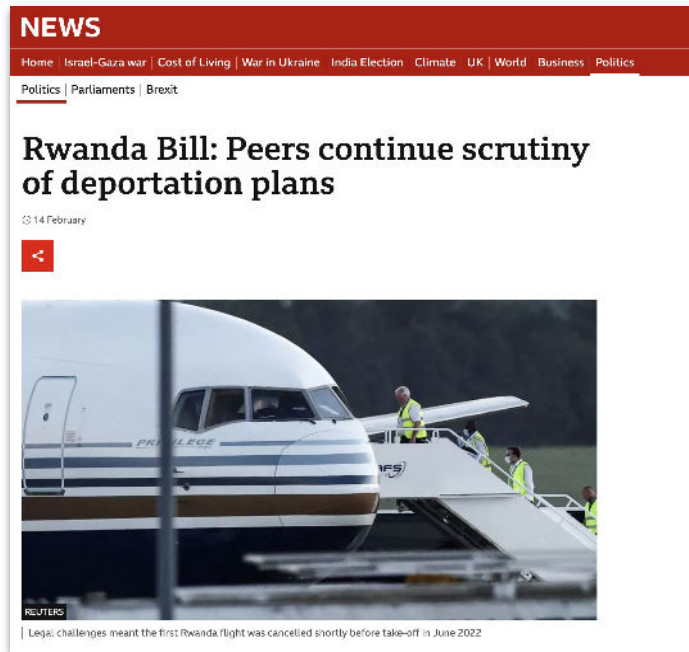 NEWS
Home | Israel-Gaza war | Cost of Living | War in Ukraine | India Election | Climate | UK | World | Business | Politics
Politics | Parliaments | Brexit
Rwanda Bill: Peers continue scrutiny
of deportation plans
14 February
PRIVILEGE
AFS
REUTERS
Legal challenges meant the first Rwanda flight was cancelled shortly before take-off in June 2022